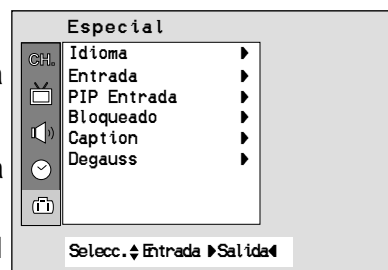 Especial
CH.
Idioma ▶
Entrada ▶
PIP Entrada ▶
Bloqueado ▶
Caption ▶
Degauss ▶
Selecc.▲▼ Entrada ▶Salida◀